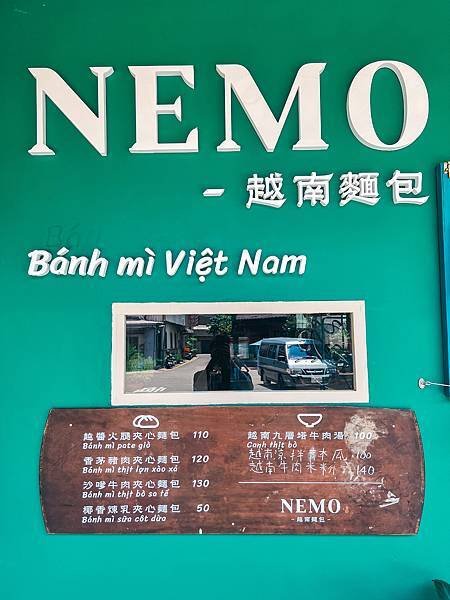 NEMO
- 越南麵包
Bánh mì Việt Nam
越醬火腿夾心麵包 110
Bánh mì pate giò
香茅豬肉夾心麵包 120
Bánh mì thịt lợn xào xả
沙嗲牛肉夾心麵包 130
Bánh mì thịt bò sa tế
椰香煉乳夾心麵包 50
Bánh mì sữa cốt dừa
越南九層塔牛肉湯 100
Canh thịt bò
越南涼拌青木瓜 100
越南牛肉米粉 140
NEMO
- 越南麵包 -